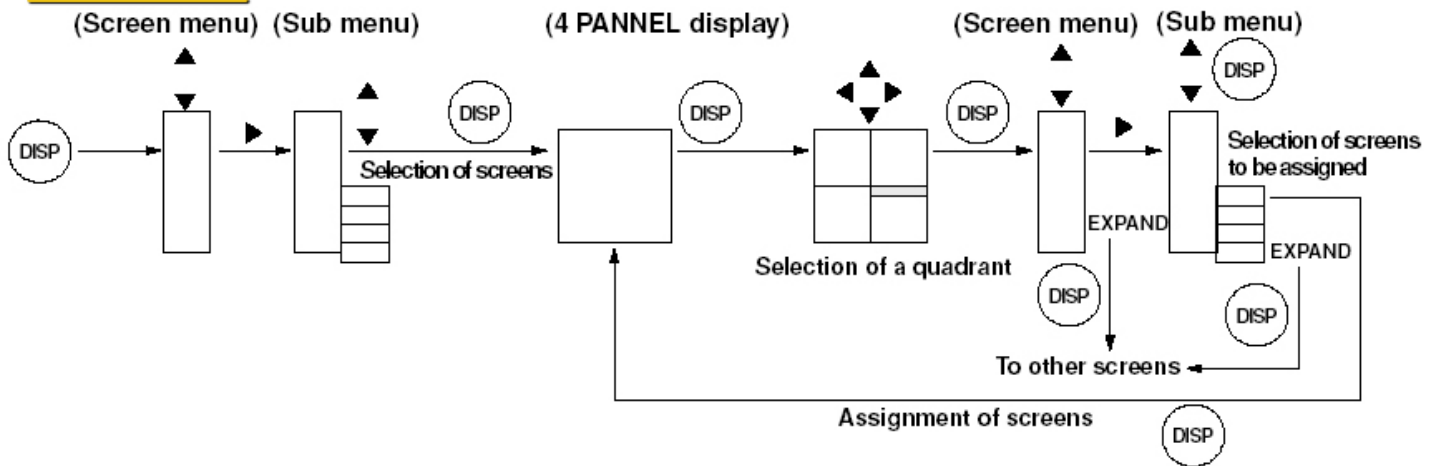 (Screen menu) (Sub menu) (4 PANNEL display) (Screen menu) (Sub menu)
DISP
DISP
DISP
DISP
DISP
Selection of screens
Selection of screens
to be assigned
EXPAND
EXPAND
Selection of a quadrant
DISP
DISP
To other screens
Assignment of screens
DISP